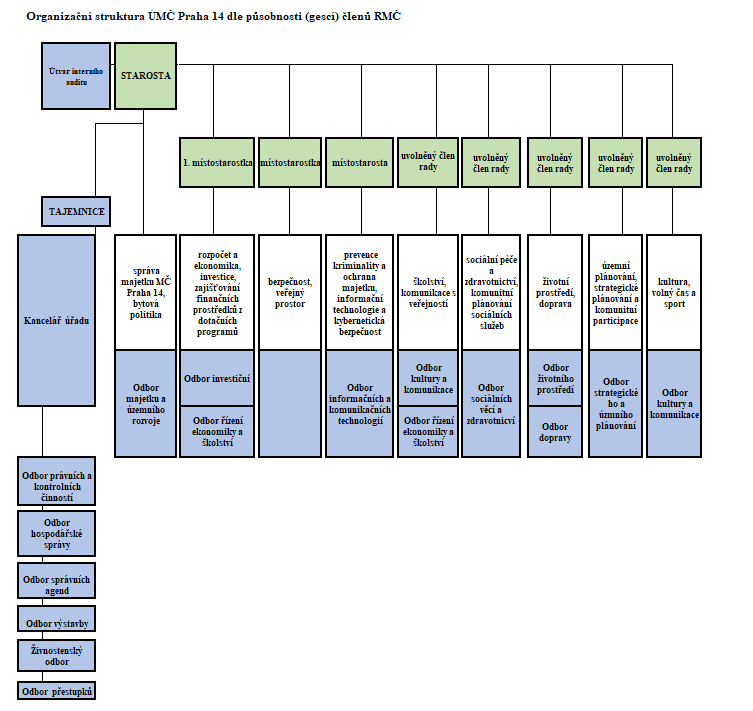 Organizační struktura ÚMČ Praha 14 dle působnosti (gescí) členů RMČ
Útvar interního
auditu
STAROSTA
1. místostarostka
místostarostka
místostarosta
uvolněný člen
rady
uvolněný
člen rady
uvolněný
člen rady
uvolněný
člen rady
uvolněný
člen rady
TAJEMNICE
Kancelář úřadu
správa
majetku MČ
Praha 14,
bytová
politika
rozpočet a
ekonomika,
investice,
zajišťování
finančních
prostředků z
dotačních
programů
bezpečnost,
veřejný
prostor
prevence
kriminality a
ochrana
majetku,
informační
technologie a
kybernetická
bezpečnost
školství,
komunikace s
veřejností
sociální péče
a
zdravotnictví,
komunitní
plánování
sociálních
služeb
životní
prostředí,
doprava
územní
plánování,
strategické
plánování a
komunitní
participace
kultura,
volný čas a
sport
Odbor
majetku a
územního
rozvoje
Odbor investiční
Odbor řízení
ekonomiky a
školství
Odbor
informačních a
komunikačních
technologií
Odbor
kultury a
komunikace
Odbor řízení
ekonomiky a
školství
Odbor
sociálních
věcí a
zdravotnicví
Odbor
životního
prostředí
Odbor
dopravy
Odbor
strategické
ho a
úzmního
plánování
Odbor
kultury a
komunikace
Odbor právních a
kontrolních
činností
Odbor
hospodářské
správy
Odbor správních
agend
Odbor výstavby
Živnostenský
odbor
Odbor přestupků